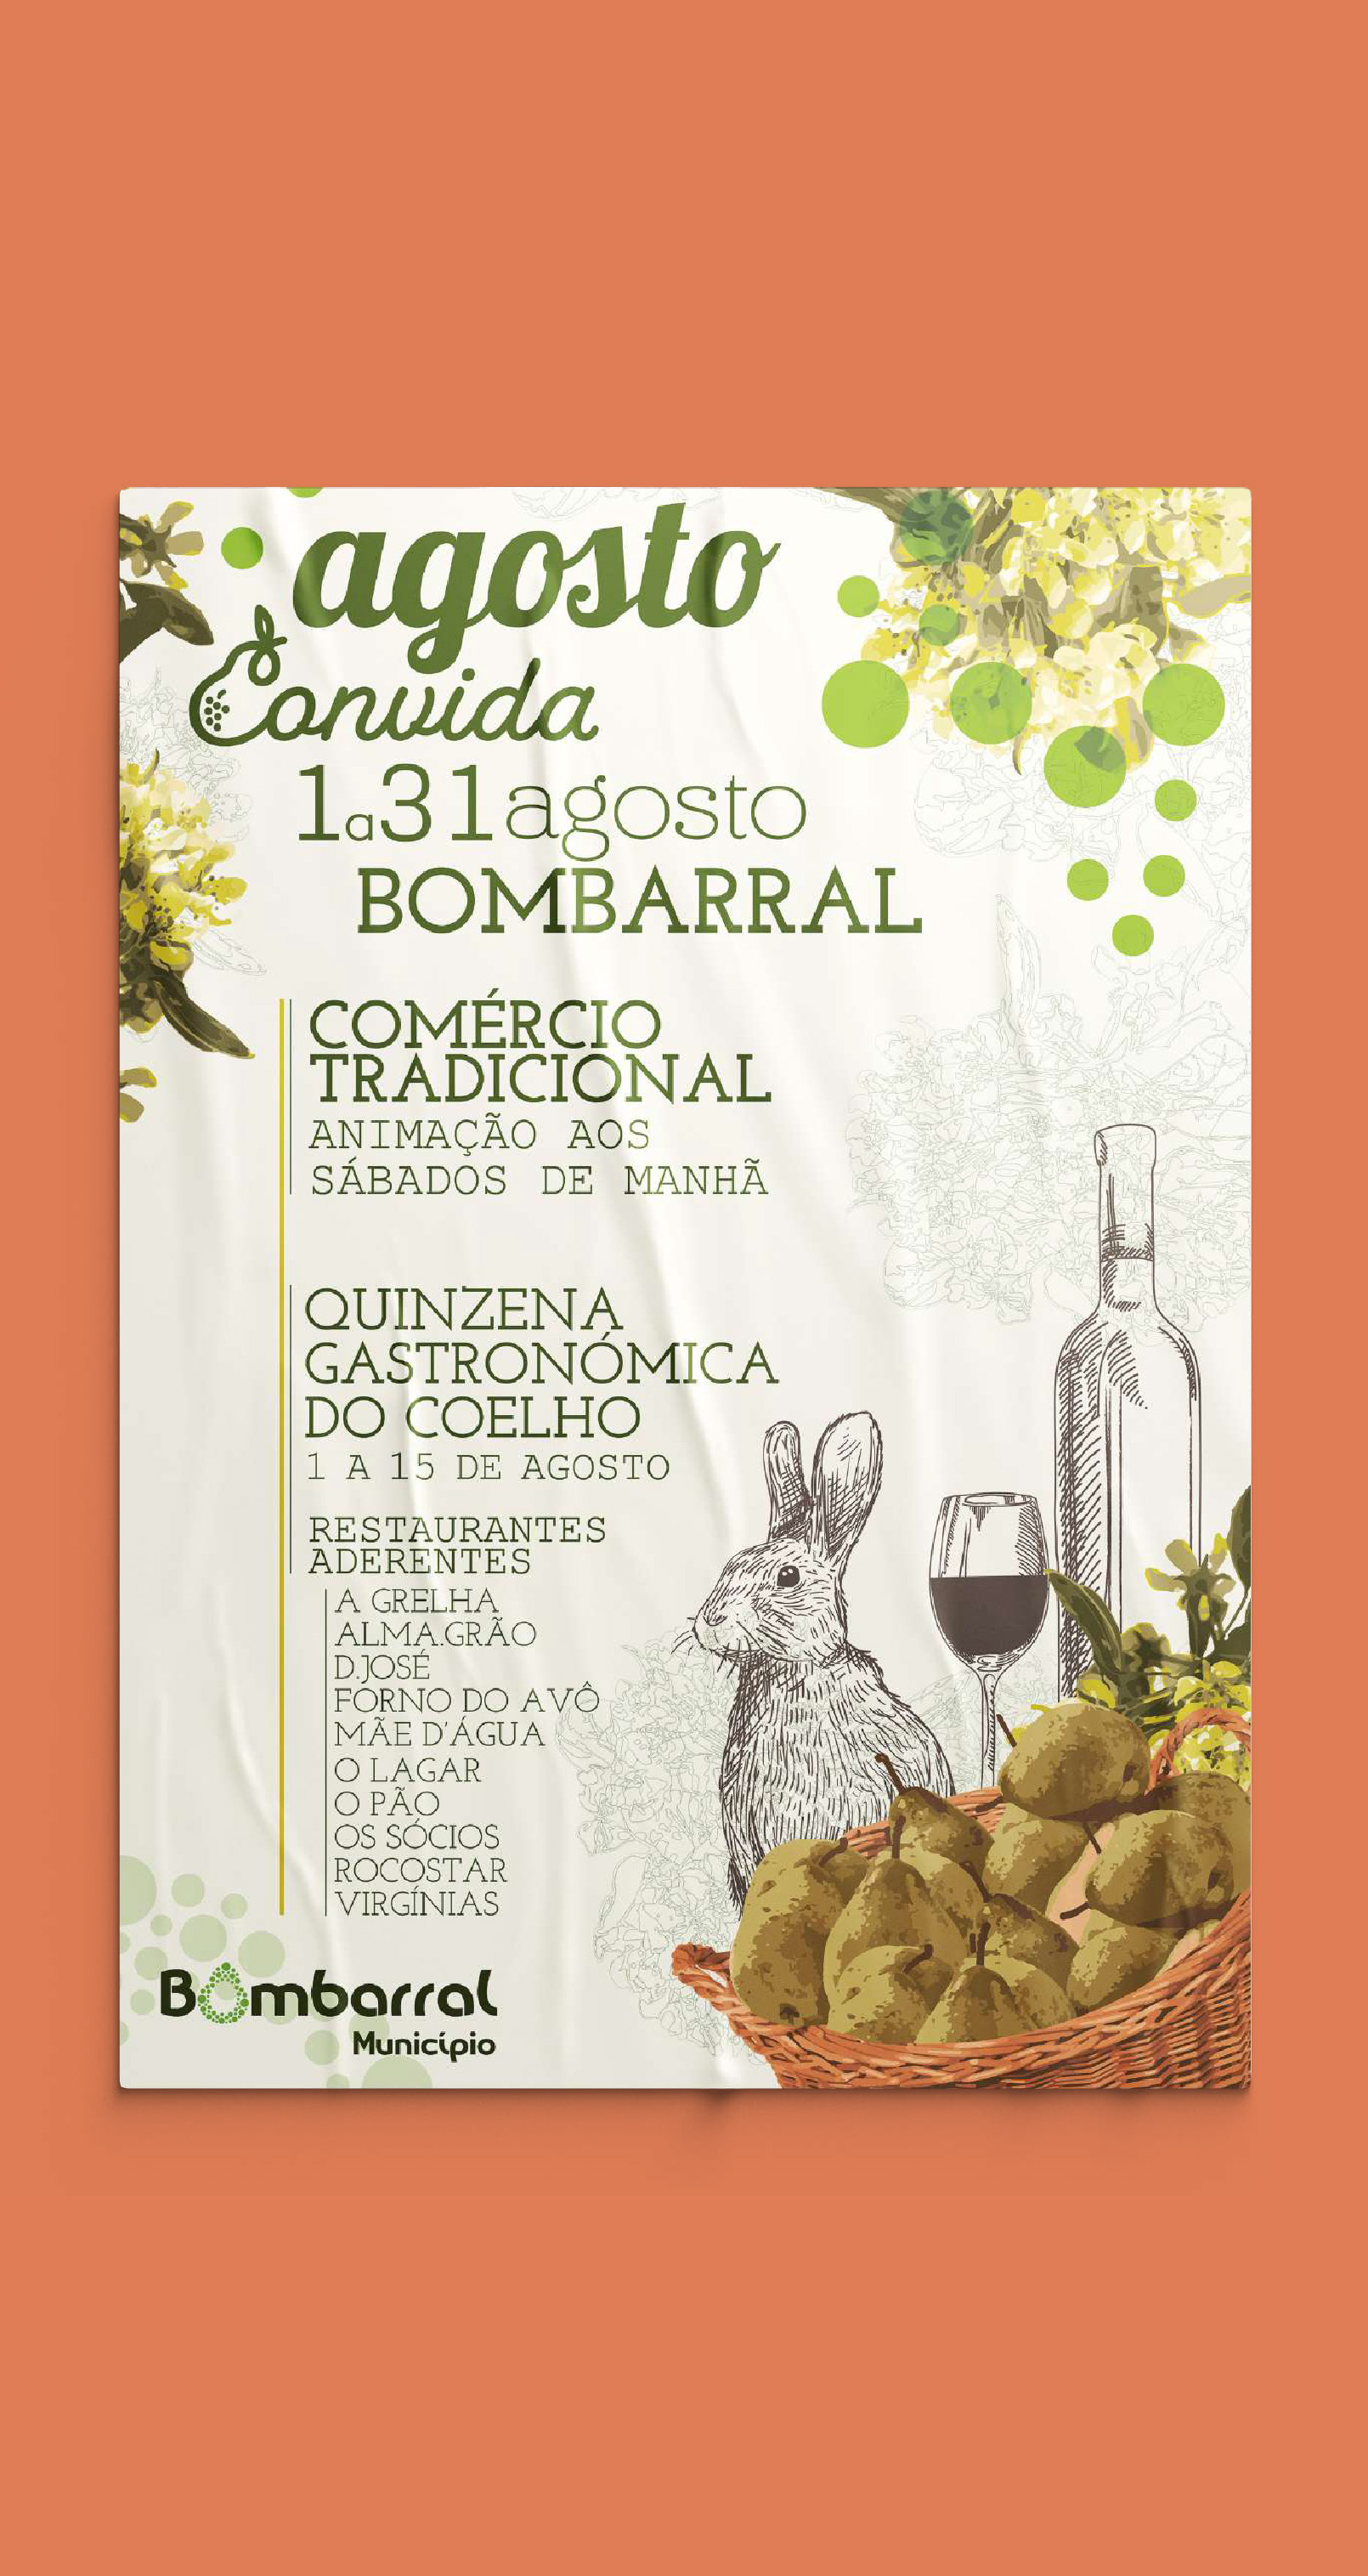 agosto
Convida
1a31agosto
BOMBARRAL
COMÉRCIO
TRADICIONAL
ANIMAÇÃO AOS
SÁBADOS DE MANHÃ
QUINZENA
GASTRONÓMICA
DO COELHO
1 A 15 DE AGOSTO
RESTAURANTES
ADERENTES
A GRELHA
ALMA.GRÃO
D.JOSÉ
FORNO DO AVÔ
MÃE D'ÁGUA
O LAGAR
O PÃO
OS SÓCIOS
ROCOSTAR
VIRGÍNIAS
Bombarral
Município